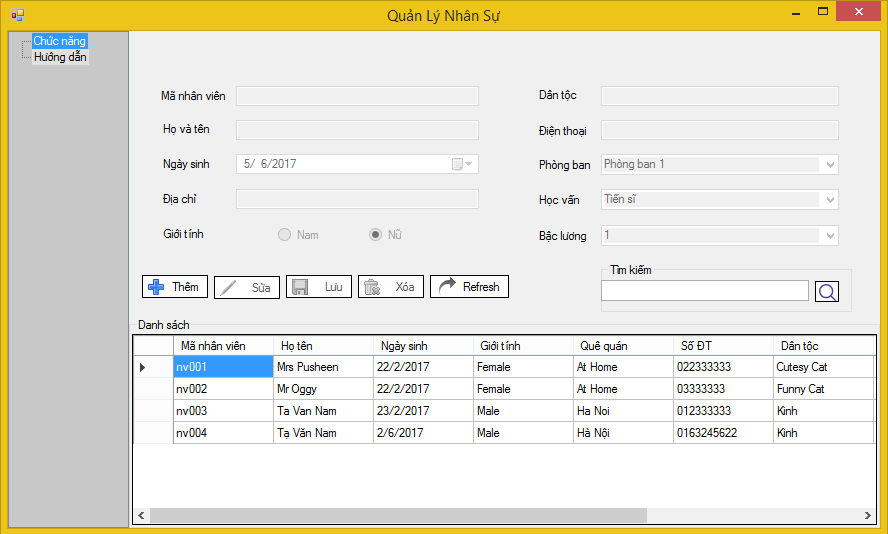 Quản Lý Nhân Sự
Chức năng
Hướng dẫn
Mã nhân viên
Dân tộc
Họ và tên
Điện thoại
Ngày sinh 5/ 6/2017
Phòng ban Phòng ban 1
Địa chỉ
Học vấn Tiến sĩ
Giới tính Nam Nữ
Bậc lương 1
Tìm kiếm
Thêm Sửa Lưu Xóa Refresh
Danh sách
Mã nhân viên Họ tên Ngày sinh Giới tính Quê quán Số ĐT Dân tộc
nv001 Mrs Pusheen 22/2/2017 Female At Home 022333333 Cutesy Cat
nv002 Mr Oggy 22/2/2017 Female At Home 03333333 Funny Cat
nv003 Ta Van Nam 23/2/2017 Male Ha Noi 012333333 Kinh
nv004 Tạ Văn Nam 2/6/2017 Male Hà Nội 0163245622 Kinh